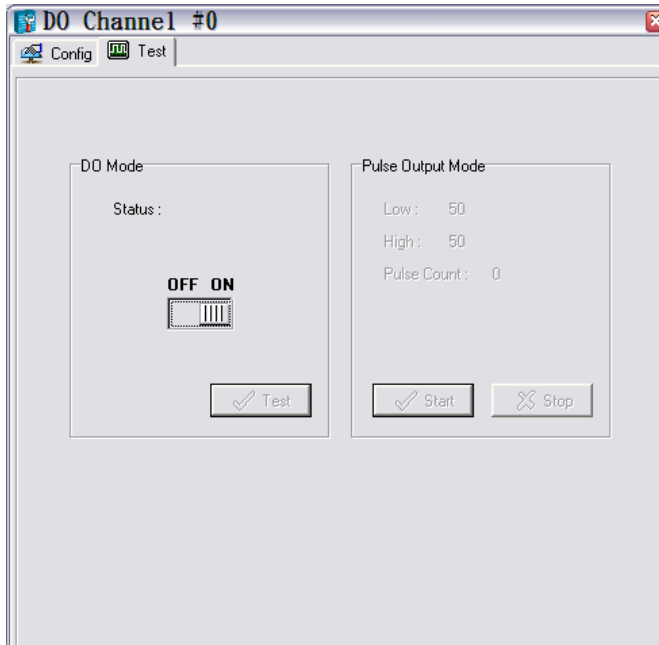 DO Channel #0
Config Test
DO Mode
Status :
OFF ON
Test
Pulse Output Mode
Low : 50
High : 50
Pulse Count : 0
Start Stop